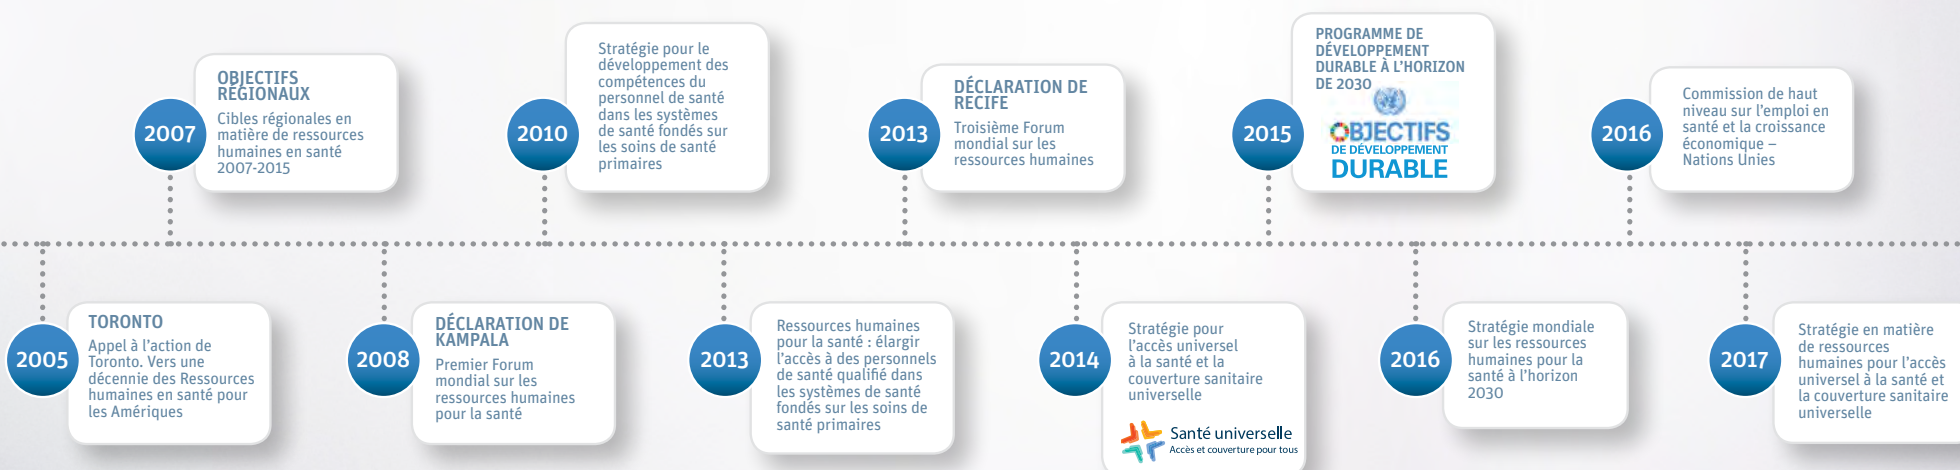 2007
OBJECTIFS
RÉGIONAUX
Cibles régionales en
matière de ressources
humaines en santé
2007-2015
2010
Stratégie pour le
développement des
compétences du
personnel de santé
dans les systèmes
de santé fondés sur
les soins de santé
primaires
2013
DÉCLARATION DE
RECIFE
Troisième Forum
mondial sur les
ressources humaines
2015
PROGRAMME DE
DÉVELOPPEMENT
DURABLE À L'HORIZON
DE 2030
OBJECTIFS
DE DÉVELOPPEMENT
DURABLE
2016
Commission de haut
niveau sur l'emploi en
santé et la croissance
économique –
Nations Unies
2005
TORONTO
Appel à l'action de
Toronto. Vers une
décennie des Ressources
humaines en santé pour
les Amériques
2008
DÉCLARATION DE
KAMPALA
Premier Forum
mondial sur les
ressources humaines
pour la santé
2013
Ressources humaines
pour la santé : élargir
l'accès à des personnels
de santé qualifié dans
les systèmes de santé
fondés sur les soins de
santé primaires
2014
Stratégie pour
l'accès universel
à la santé et la
couverture sanitaire
universelle
Santé universelle
Accès et couverture pour tous
2016
Stratégie mondiale
sur les ressources
humaines pour la
santé à l'horizon
2030
2017
Stratégie en matière
de ressources
humaines pour l'accès
universel à la santé et
la couverture sanitaire
universelle